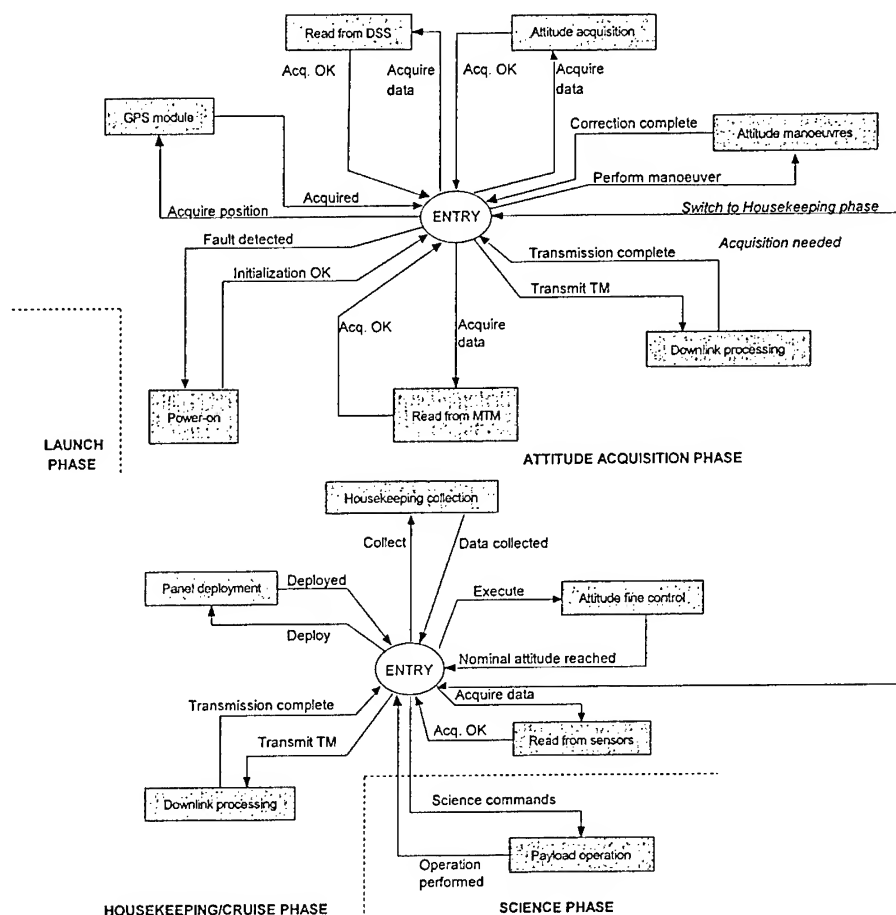 Read from DSS
Attitude acquisition
Acq. OK
Acquire
data
Acq. OK
Acquire
data
GPS module
Correction complete
Attitude manoeuvres
Acquired
Perform manoeuver
Acquire position
ENTRY
Switch to Housekeeping phase
Fault detected
Transmission complete
Acquisition needed
Initialization OK
Transmit TM
Acq. OK
Acquire
data
Downlink processing
Power-on
Read from MTM
LAUNCH
PHASE
ATTITUDE ACQUISITION PHASE
Housekeeping collection
Collect
Data collected
Panel deployment
Deployed
Execute
Attitude fine control
Deploy
ENTRY
Nominal attitude reached
Transmission complete
Acquire data
Transmit TM
Acq. OK
Read from sensors
Downlink processing
Science commands
Payload operation
Operation
performed
HOUSEKEEPING/CRUISE PHASE
SCIENCE PHASE